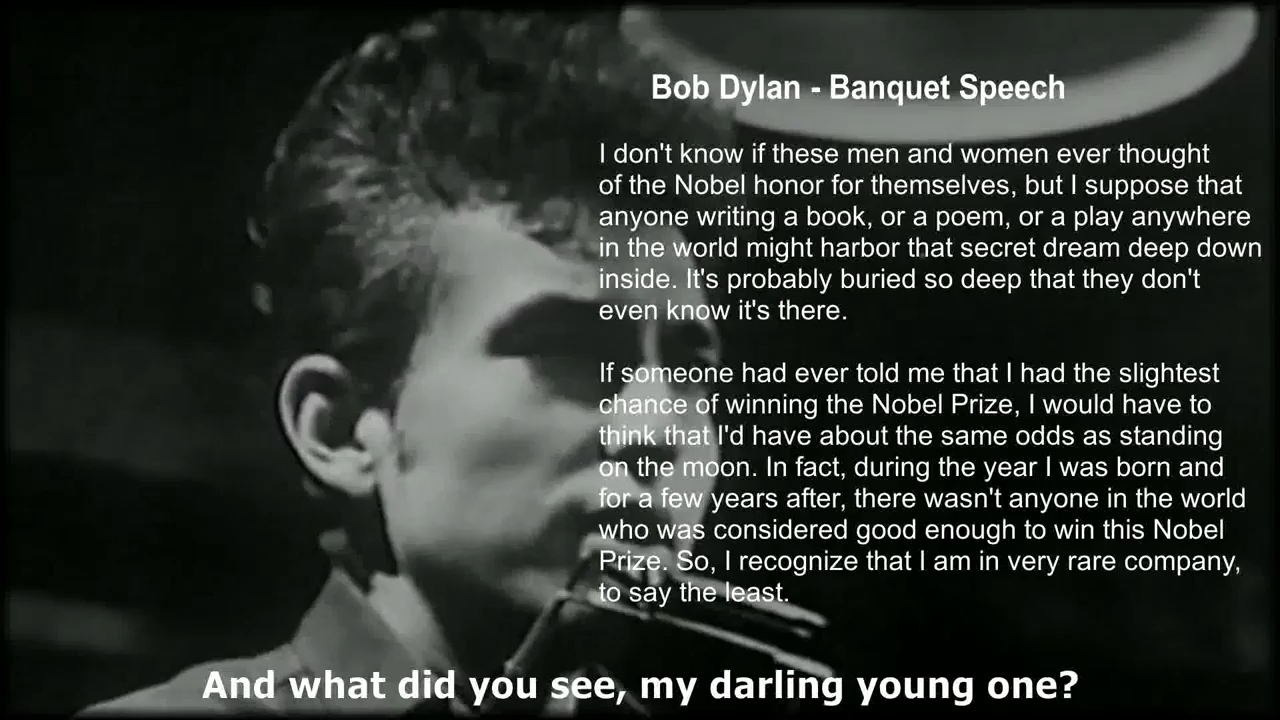 Bob Dylan - Banquet Speech
I don't know if these men and women ever thought
of the Nobel honor for themselves, but I suppose that
anyone writing a book, or a poem, or a play anywhere
in the world might harbor that secret dream deep down
inside. It's probably buried so deep that they don't
even know it's there.
If someone had ever told me that I had the slightest
chance of winning the Nobel Prize, I would have to
think that I'd have about the same odds as standing
on the moon. In fact, during the year I was born and
for a few years after, there wasn't anyone in the world
who was considered good enough to win this Nobel
Prize. So, I recognize that I am in very rare company,
to say the least.
And what did you see, my darling young one?